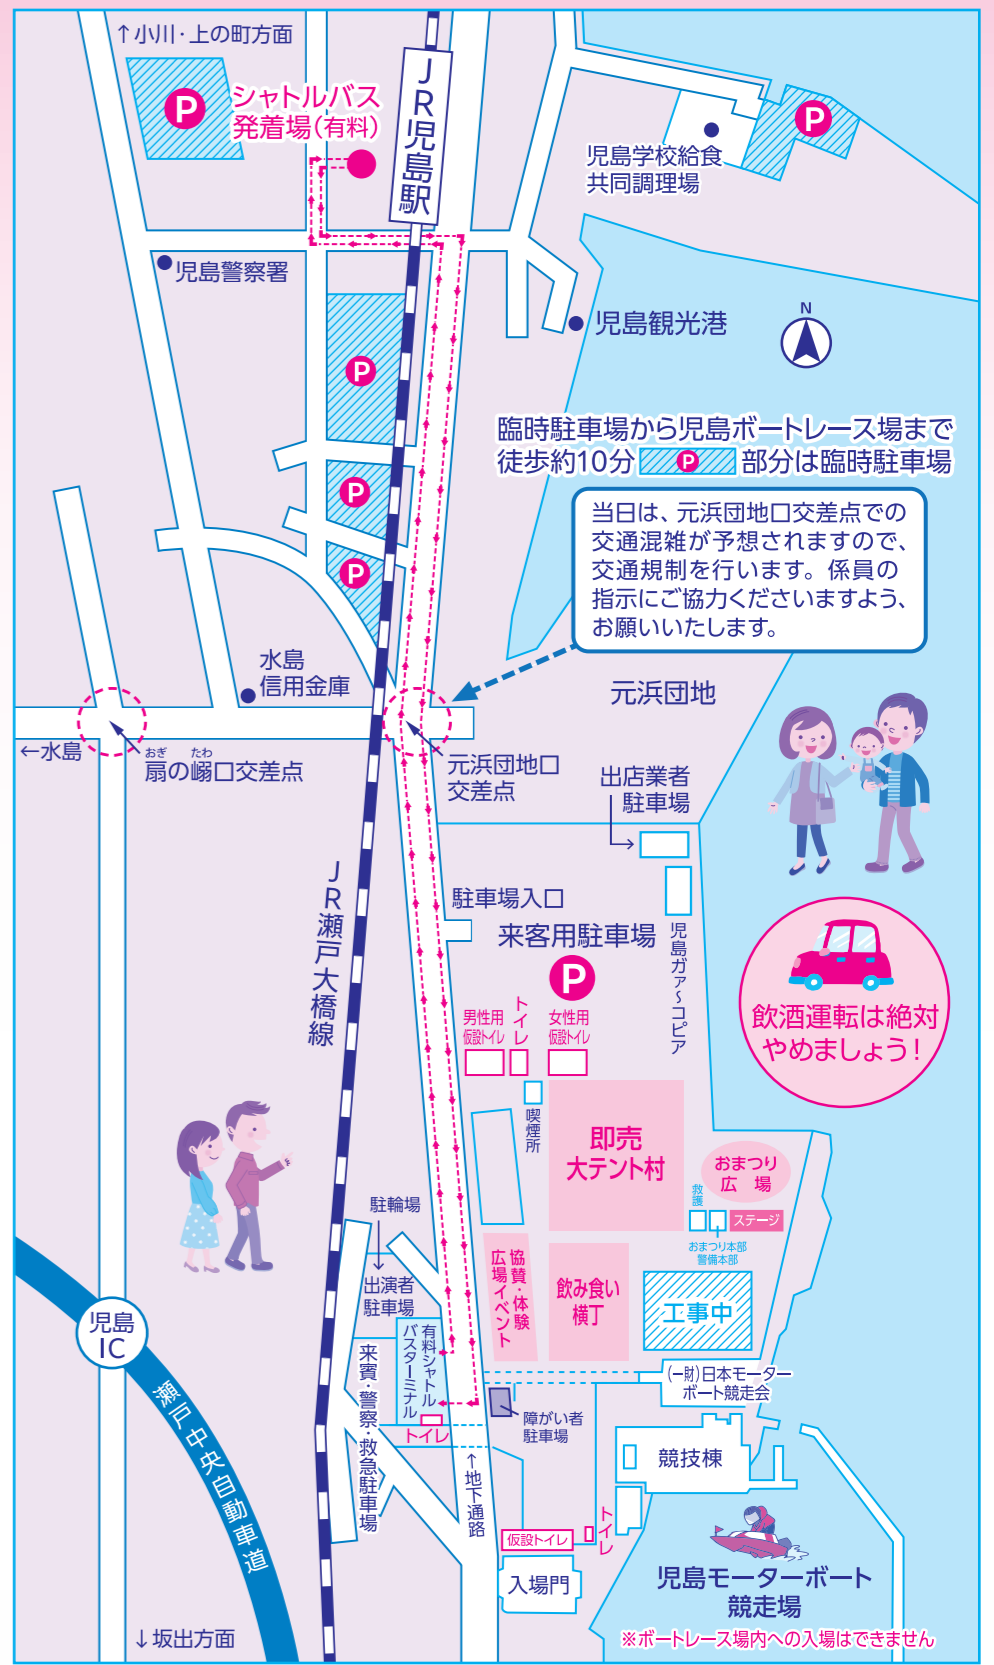 ↑小川・上の町方面
P
シャトルバス
発着場(有料)
JR児島駅
P
児島学校給食
共同調理場
児島警察署
児島観光港
N
P
臨時駐車場から児島ボートレース場まで
徒歩約10分 P 部分は臨時駐車場
P
P
当日は、元浜団地口交差点での
交通混雑が予想されますので、
交通規制を行います。係員の
指示にご協力くださいますよう、
お願いいたします。
水島
信用金庫
元浜団地
←水島
おぎ たわ
扇の嵶口交差点
元浜団地口
交差点
出店業者
駐車場
JR瀬戸大橋線
駐車場入口
来客用駐車場
P
児島ガァ~コピア
男性用
仮設トイレ
トイレ
女性用
仮設トイレ
飲酒運転は絶対
やめましょう!
喫煙所
即売
大テント村
おまつり
広 場
救護
ステージ
おまつり本部
警備本部
駐輪場
出演者
駐車場
協賛・体験
広場イベント
飲み食い
横丁
工事中
児島
IC
有料シャトル
バスターミナル
来賓・警察・救急駐車場
(一財)日本モーター
ボート競走会
障がい者
駐車場
トイレ
競技棟
瀬戸中央自動車道
↑地下通路
仮設トイレ
トイレ
入場門
児島モーターボート
競走場
↓坂出方面
※ボートレース場内への入場はできません